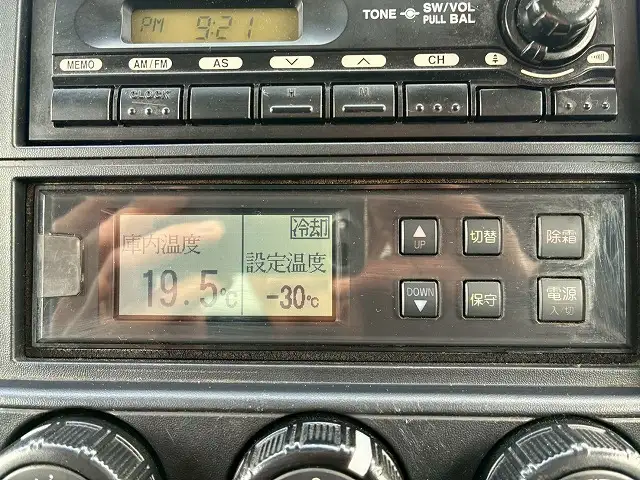 PM 9:21
TONE SW/VOL
PULL BAL
MEMO AM/FM AS CH
CLOCK H M
冷却
庫内温度 設定温度
19.5℃ -30℃
UP 切替 除霜
DOWN 保守 電源
入 切